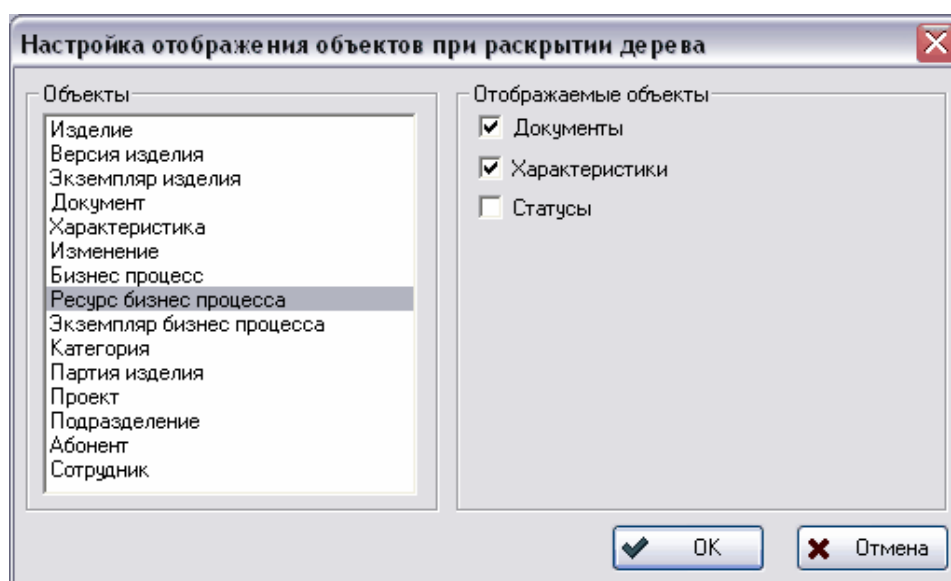 Настройка отображения объектов при раскрытии дерева
Объекты
Изделие
Версия изделия
Экземпляр изделия
Документ
Характеристика
Изменение
Бизнес процесс
Ресурс бизнес процесса
Экземпляр бизнес процесса
Категория
Партия изделия
Проект
Подразделение
Абонент
Сотрудник
Отображаемые объекты
Документы
Характеристики
Статусы
ОК
Отмена